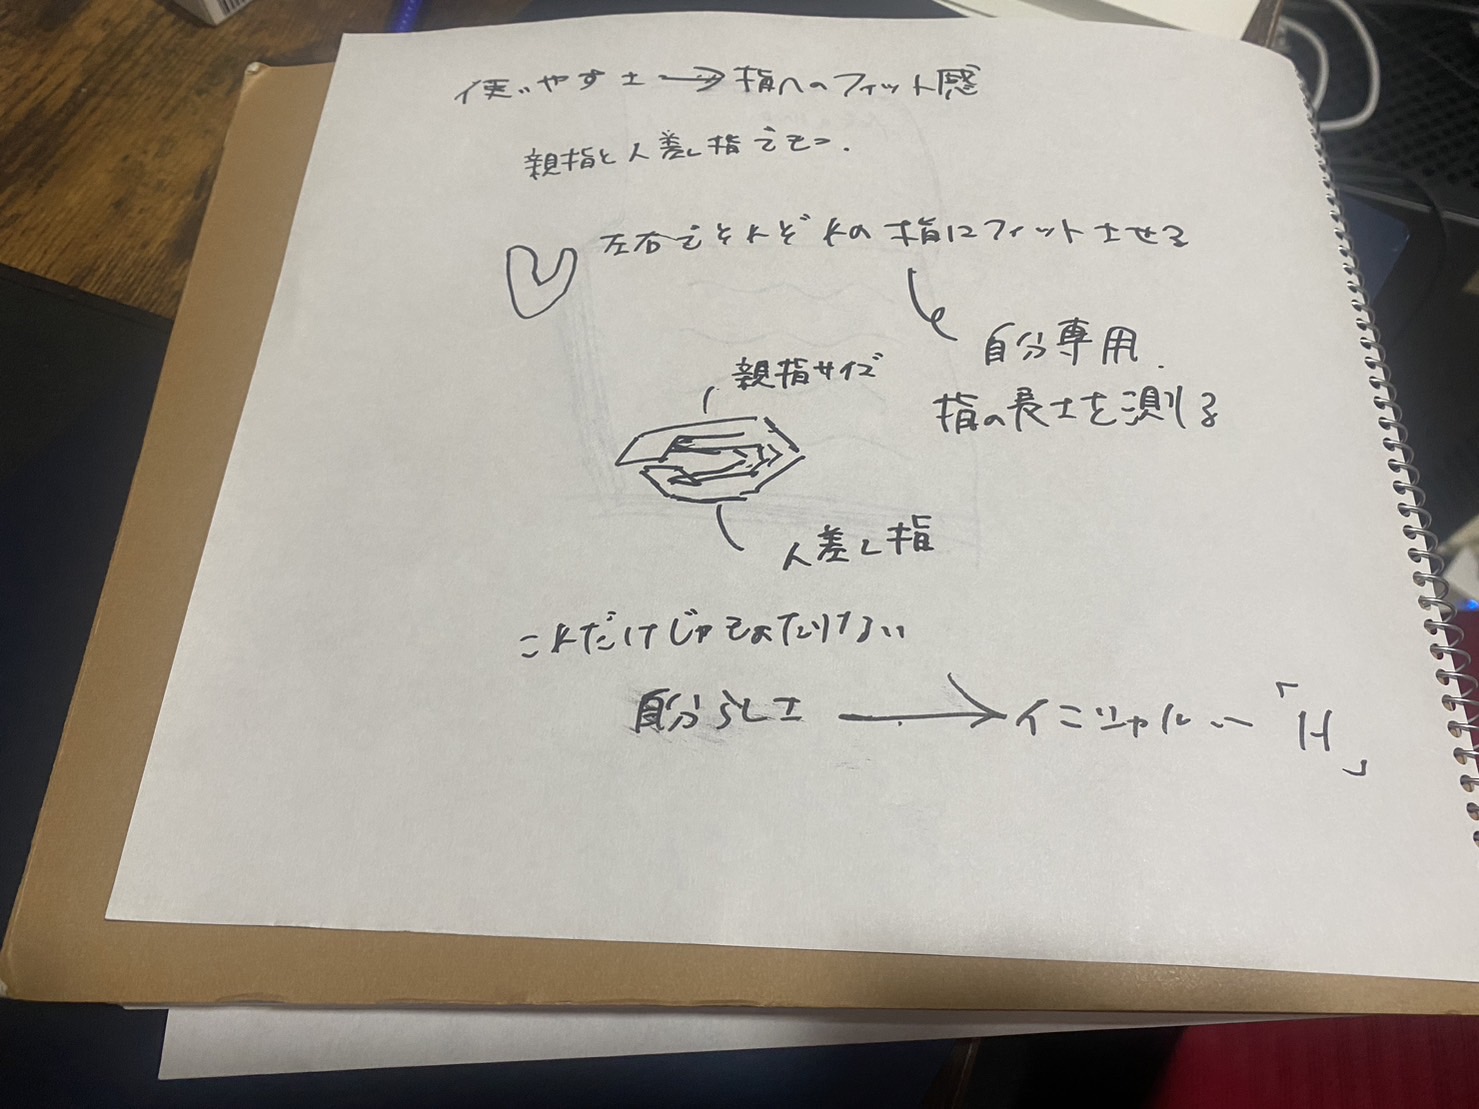 使いやすさ→指へのフィット感
親指と人差し指でもつ.
左右でそれぞれの指にフィットさせる
自分専用.
指の長さを測る
親指サイズ
人差し指
これだけじゃものたりない
自分らしさ → イニシャル 〜 「H」